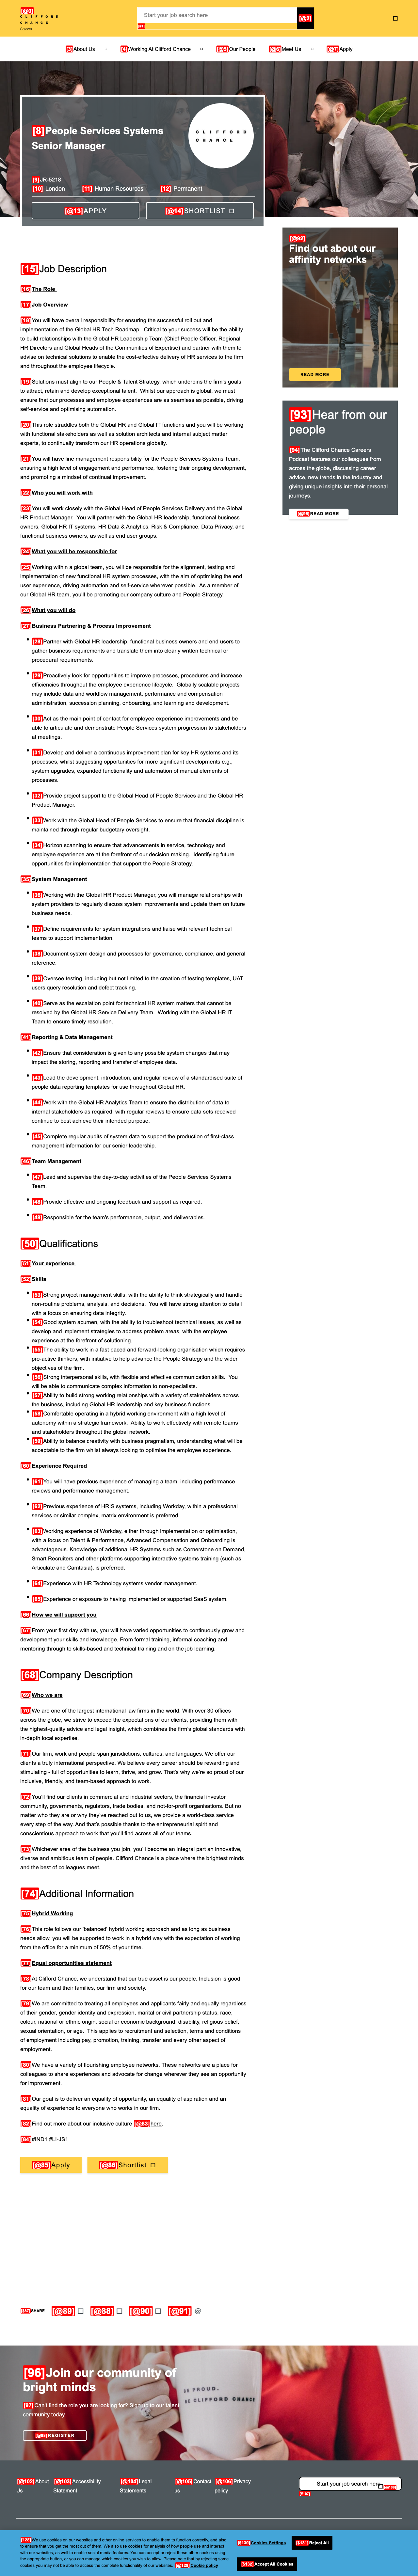 [@0]
CLIFFORD
CHANCE
Careers
Start your job search here
[@2]
[3]About Us
[4]Working At Clifford Chance
[@5]Our People
[@6]Meet Us
[@7]Apply
[8]People Services Systems
Senior Manager
CLIFFORD
CHANCE
[9]JR-5218
[10] London
[11] Human Resources
[12] Permanent
[@13]APPLY
[@14]SHORTLIST
[@92]
Find out about our
affinity networks
READ MORE
[93]Hear from our
people
[94]The Clifford Chance Careers
Podcast features our colleagues from
across the globe, discussing career
advice, new trends in the industry and
giving unique insights into their personal
journeys.
[@95]READ MORE
[15]Job Description
[16]The Role
[17]Job Overview
[18]You will have overall responsibility for ensuring the successful roll out and
implementation of the Global HR Tech Roadmap.  Critical to your success will be the ability
to build relationships with the Global HR Leadership Team (Chief People Officer, Regional
HR Directors and Global Heads of the Communities of Expertise) and partner with them to
advise on technical solutions to enable the cost-effective delivery of HR services to the firm
and throughout the employee lifecycle.
[19]Solutions must align to our People & Talent Strategy, which underpins the firm's goals
to attract, retain and develop exceptional talent.  Whilst our approach is global, we must
ensure that our processes and employee experiences are as seamless as possible, driving
self-service and optimising automation.
[20]This role straddles both the Global HR and Global IT functions and you will be working
with functional stakeholders as well as solution architects and internal subject matter
experts, to continually transform our HR operations globally.
[21]You will have line management responsibility for the People Services Systems Team,
ensuring a high level of engagement and performance, fostering their ongoing development,
and promoting a mindset of continual improvement.
[22]Who you will work with
[23]You will work closely with the Global Head of People Services Delivery and the Global
HR Product Manager.  You will partner with the Global HR leadership, functional business
owners, Global HR IT systems, HR Data & Analytics, Risk & Compliance, Data Privacy, and
functional business owners, as well as end user groups.
[24]What you will be responsible for
[25]Working within a global team, you will be responsible for the alignment, testing and
implementation of new functional HR system processes, with the aim of optimising the end
user experience, driving automation and self-service wherever possible.  As a member of
our Global HR team, you'll be promoting our company culture and People Strategy.
[26]What you will do
[27]Business Partnering & Process Improvement
[28]Partner with Global HR leadership, functional business owners and end users to
gather business requirements and translate them into clearly written technical or
procedural requirements.
[29]Proactively look for opportunities to improve processes, procedures and increase
efficiencies throughout the employee experience lifecycle.  Globally scalable projects
may include data and workflow management, performance and compensation
administration, succession planning, onboarding, and learning and development.
[30]Act as the main point of contact for employee experience improvements and be
able to articulate and demonstrate People Services system progression to stakeholders
at meetings.
[31]Develop and deliver a continuous improvement plan for key HR systems and its
processes, whilst suggesting opportunities for more significant developments e.g.,
system upgrades, expanded functionality and automation of manual elements of
processes.
[32]Provide project support to the Global Head of People Services and the Global HR
Product Manager.
[33]Work with the Global Head of People Services to ensure that financial discipline is
maintained through regular budgetary oversight.
[34]Horizon scanning to ensure that advancements in service, technology and
employee experience are at the forefront of our decision making.  Identifying future
opportunities for implementation that support the People Strategy.
[35]System Management
[36]Working with the Global HR Product Manager, you will manage relationships with
system providers to regularly discuss system improvements and update them on future
business needs.
[37]Define requirements for system integrations and liaise with relevant technical
teams to support implementation.
[38]Document system design and processes for governance, compliance, and general
reference.
[39]Oversee testing, including but not limited to the creation of testing templates, UAT
users query resolution and defect tracking.
[40]Serve as the escalation point for technical HR system matters that cannot be
resolved by the Global HR Service Delivery Team.  Working with the Global HR IT
Team to ensure timely resolution.
[41]Reporting & Data Management
[42]Ensure that consideration is given to any possible system changes that may
impact the storing, reporting and transfer of employee data.
[43]Lead the development, introduction, and regular review of a standardised suite of
people data reporting templates for use throughout Global HR.
[44]Work with the Global HR Analytics Team to ensure the distribution of data to
internal stakeholders as required, with regular reviews to ensure data sets received
continue to best achieve their intended purpose.
[45]Complete regular audits of system data to support the production of first-class
management information for our senior leadership.
[46]Team Management
[47]Lead and supervise the day-to-day activities of the People Services Systems
Team.
[48]Provide effective and ongoing feedback and support as required.
[49]Responsible for the team's performance, output, and deliverables.
[50]Qualifications
[51]Your experience
[52]Skills
[53]Strong project management skills, with the ability to think strategically and handle
non-routine problems, analysis, and decisions.  You will have strong attention to detail
with a focus on ensuring data integrity.
[54]Good system acumen, with the ability to troubleshoot technical issues, as well as
develop and implement strategies to address problem areas, with the employee
experience at the forefront of solutioning.
[55]The ability to work in a fast paced and forward-looking organisation which requires
pro-active thinkers, with initiative to help advance the People Strategy and the wider
objectives of the firm.
[56]Strong interpersonal skills, with flexible and effective communication skills.  You
will be able to communicate complex information to non-specialists.
[57]Ability to build strong working relationships with a variety of stakeholders across
the business, including Global HR leadership and key business functions.
[58]Comfortable operating in a hybrid working environment with a high level of
autonomy within a strategic framework.  Ability to work effectively with remote teams
and stakeholders throughout the global network.
[59]Ability to balance creativity with business pragmatism, understanding what will be
acceptable to the firm whilst always looking to optimise the employee experience.
[60]Experience Required
[61]You will have previous experience of managing a team, including performance
reviews and performance management.
[62]Previous experience of HRIS systems, including Workday, within a professional
services or similar complex, matrix environment is preferred.
[63]Working experience of Workday, either through implementation or optimisation,
with a focus on Talent & Performance, Advanced Compensation and Onboarding is
advantageous. Knowledge of additional HR Systems such as Cornerstone on Demand,
Smart Recruiters and other platforms supporting interactive systems training (such as
Articulate and Camtasia), is preferred.
[64]Experience with HR Technology systems vendor management.
[65]Experience or exposure to having implemented or supported SaaS system.
[66]How we will support you
[67]From your first day with us, you will have varied opportunities to continually grow and
development your skills and knowledge. From formal training, informal coaching and
mentoring through to skills-based and technical training and on the job learning.
[68]Company Description
[69]Who we are
[70]We are one of the largest international law firms in the world. With over 30 offices
across the globe, we strive to exceed the expectations of our clients, providing them with
the highest-quality advice and legal insight, which combines the firm's global standards with
in-depth local expertise.
[71]Our firm, work and people span jurisdictions, cultures, and languages. We offer our
clients a truly international perspective. We believe every career should be rewarding and
stimulating - full of opportunities to learn, thrive, and grow. That's why we're so proud of our
inclusive, friendly, and team-based approach to work.
[72]You'll find our clients in commercial and industrial sectors, the financial investor
community, governments, regulators, trade bodies, and not-for-profit organisations. But no
matter who they are or why they've reached out to us, we provide a world-class service
every step of the way. And that's possible thanks to the entrepreneurial spirit and
conscientious approach to work that you'll find across all of our teams.
[73]Whichever area of the business you join, you'll become an integral part an innovative,
diverse and ambitious team of people. Clifford Chance is a place where the brightest minds
and the best of colleagues meet.
[74]Additional Information
[75]Hybrid Working
[76]This role follows our 'balanced' hybrid working approach and as long as business
needs allow, you will be supported to work in a hybrid way with the expectation of working
from the office for a minimum of 50% of your time.
[77]Equal opportunities statement
[78]At Clifford Chance, we understand that our true asset is our people. Inclusion is good
for our team and their families, our firm and society.
[79]We are committed to treating all employees and applicants fairly and equally regardless
of their gender, gender identity and expression, marital or civil partnership status, race,
colour, national or ethnic origin, social or economic background, disability, religious belief,
sexual orientation, or age.  This applies to recruitment and selection, terms and conditions
of employment including pay, promotion, training, transfer and every other aspect of
employment.
[80]We have a variety of flourishing employee networks. These networks are a place for
colleagues to share experiences and advocate for change wherever they see an opportunity
for improvement.
[81]Our goal is to deliver an equality of opportunity, an equality of aspiration and an
equality of experience to everyone who works in our firm.
[82]Find out more about our inclusive culture [@83]here.
[84]#IND1 #LI-JS1
[@85]Apply
[@86]Shortlist
[87]SHARE
[@89]
[@88]
[@90]
[@91]
[96]Join our community of
bright minds
[97]Can't find the role you are looking for? Sign up to our talent
community today
[@98]REGISTER
BE PROUD,
BE CLIFFORD CHANCE
[@102]About
Us
[@103]Accessibility
Statement
[@104]Legal
Statements
[@105]Contact
us
[@106]Privacy
policy
Start your job search here
[128]We use cookies on our websites and other online services to enable them to function correctly, and also
to ensure that you get the most out of them. We also use cookies for analysis of how people use and interact
with our websites, as well as to enable social media features. You can accept or reject these and other cookies using
the appropriate button, or you can manage which cookies you wish to allow. Please note that by rejecting some
cookies you may not be able to access the complete functionality of our websites. [@129]Cookie policy
[@130]Cookies Settings
[@131]Reject All
[@132]Accept All Cookies